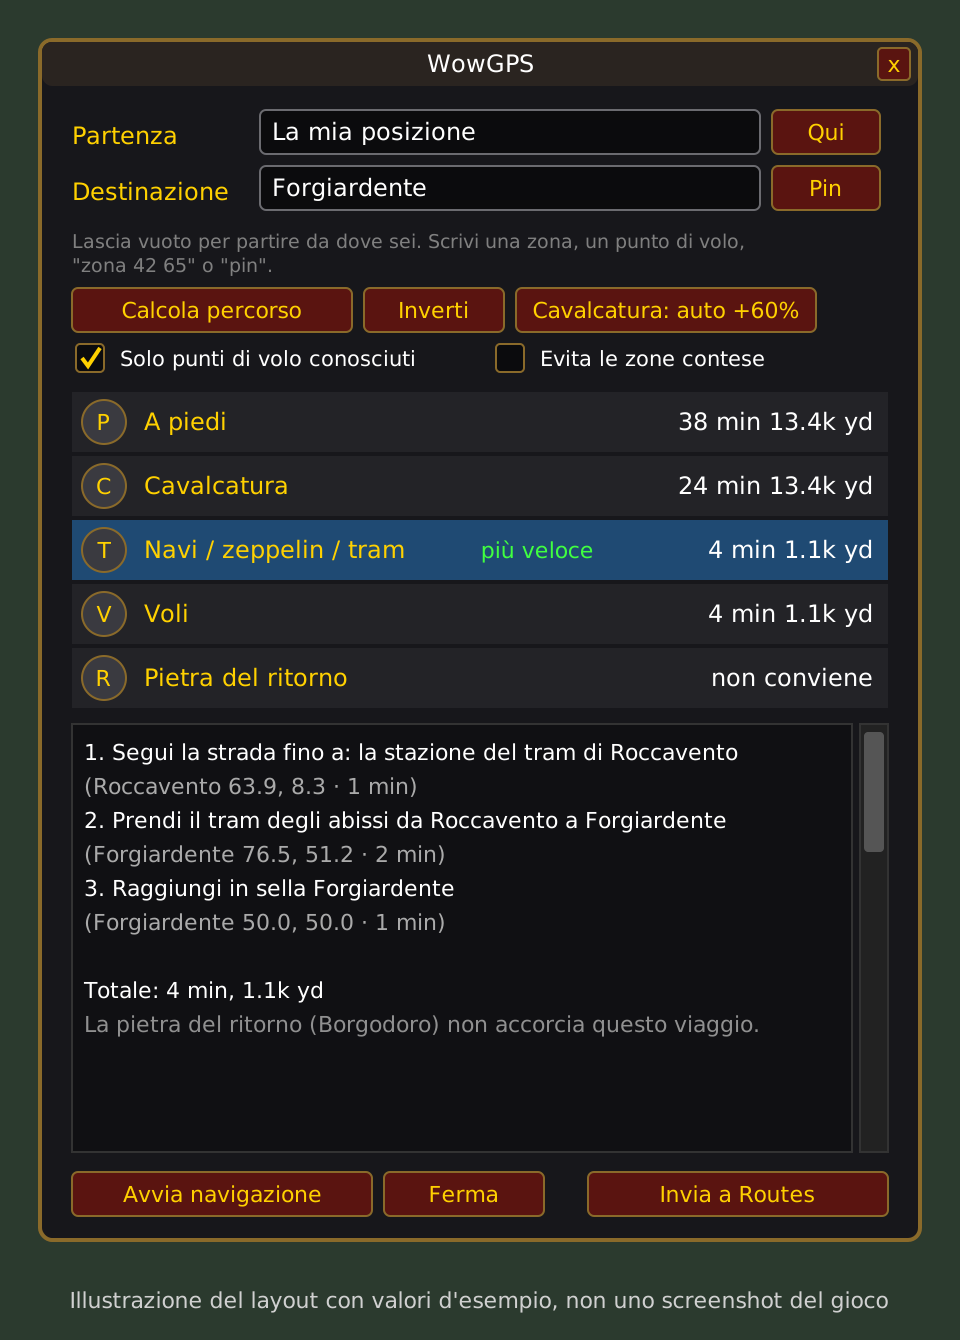 WowGPS
x
Partenza
La mia posizione
Qui
Destinazione
Forgiardente
Pin
Lascia vuoto per partire da dove sei. Scrivi una zona, un punto di volo,
"zona 42 65" o "pin".
Calcola percorso
Inverti
Cavalcatura: auto +60%
Solo punti di volo conosciuti
Evita le zone contese
P A piedi 38 min 13.4k yd
C Cavalcatura 24 min 13.4k yd
T Navi / zeppelin / tram più veloce 4 min 1.1k yd
V Voli 4 min 1.1k yd
R Pietra del ritorno non conviene
1. Segui la strada fino a: la stazione del tram di Roccavento
(Roccavento 63.9, 8.3 · 1 min)
2. Prendi il tram degli abissi da Roccavento a Forgiardente
(Forgiardente 76.5, 51.2 · 2 min)
3. Raggiungi in sella Forgiardente
(Forgiardente 50.0, 50.0 · 1 min)
Totale: 4 min, 1.1k yd
La pietra del ritorno (Borgodoro) non accorcia questo viaggio.
Avvia navigazione
Ferma
Invia a Routes
Illustrazione del layout con valori d'esempio, non uno screenshot del gioco